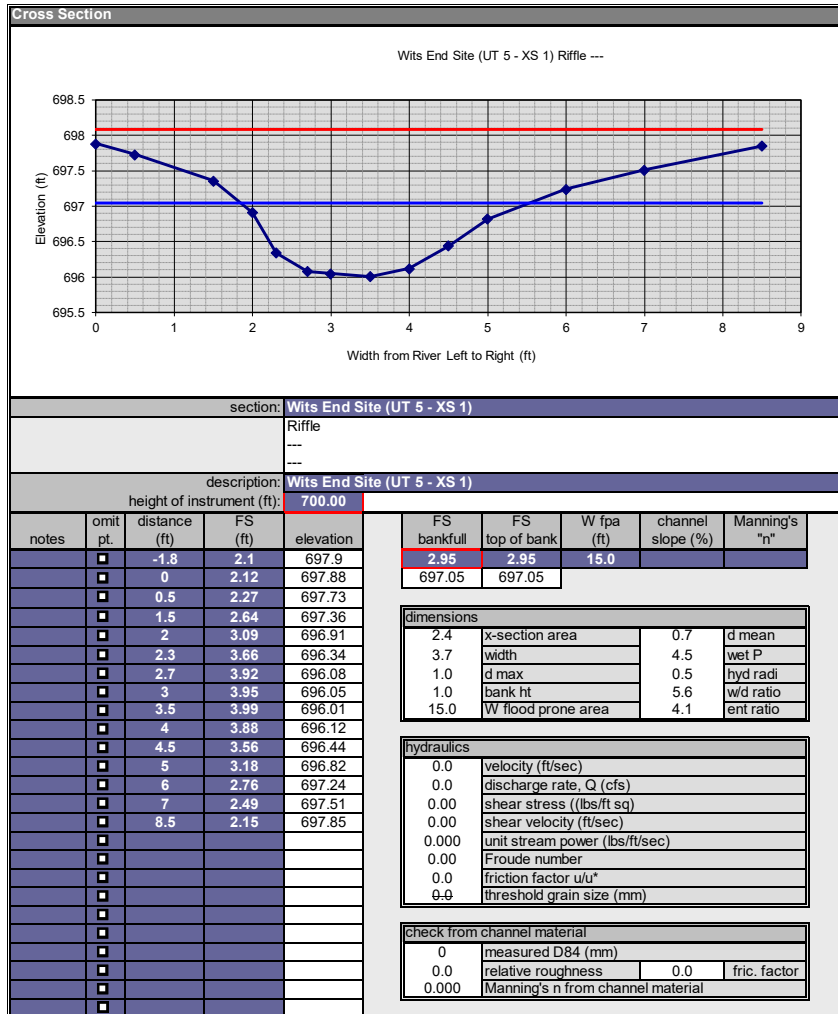 Cross Section
Wits End Site (UT 5 - XS 1) Riffle ---
698.5
698
697.5
697
696.5
696
695.5
Elevation (ft)
0 1 2 3 4 5 6 7 8 9
Width from River Left to Right (ft)
section: Wits End Site (UT 5 - XS 1)
Riffle
---
---
description: Wits End Site (UT 5 - XS 1)
height of instrument (ft): 700.00
omit distance FS FS FS W fpa channel Manning's
notes pt. (ft) (ft) elevation bankfull top of bank (ft) slope (%) "n"
-1.8 2.1 697.9 2.95 2.95 15.0
0 2.12 697.88 697.05 697.05
0.5 2.27 697.73
1.5 2.64 697.36 dimensions
2 3.09 696.91 2.4 x-section area 0.7 d mean
2.3 3.66 696.34 3.7 width 4.5 wet P
2.7 3.92 696.08 1.0 d max 0.5 hyd radi
3 3.95 696.05 1.0 bank ht 5.6 w/d ratio
3.5 3.99 696.01 15.0 W flood prone area 4.1 ent ratio
4 3.88 696.12
4.5 3.56 696.44 hydraulics
5 3.18 696.82 0.0 velocity (ft/sec)
6 2.76 697.24 0.0 discharge rate, Q (cfs)
7 2.49 697.51 0.00 shear stress ((lbs/ft sq)
8.5 2.15 697.85 0.00 shear velocity (ft/sec)
0.000 unit stream power (lbs/ft/sec)
0.00 Froude number
0.0 friction factor u/u*
0.0 threshold grain size (mm)
check from channel material
0 measured D84 (mm)
0.0 relative roughness 0.0 fric. factor
0.000 Manning's n from channel material